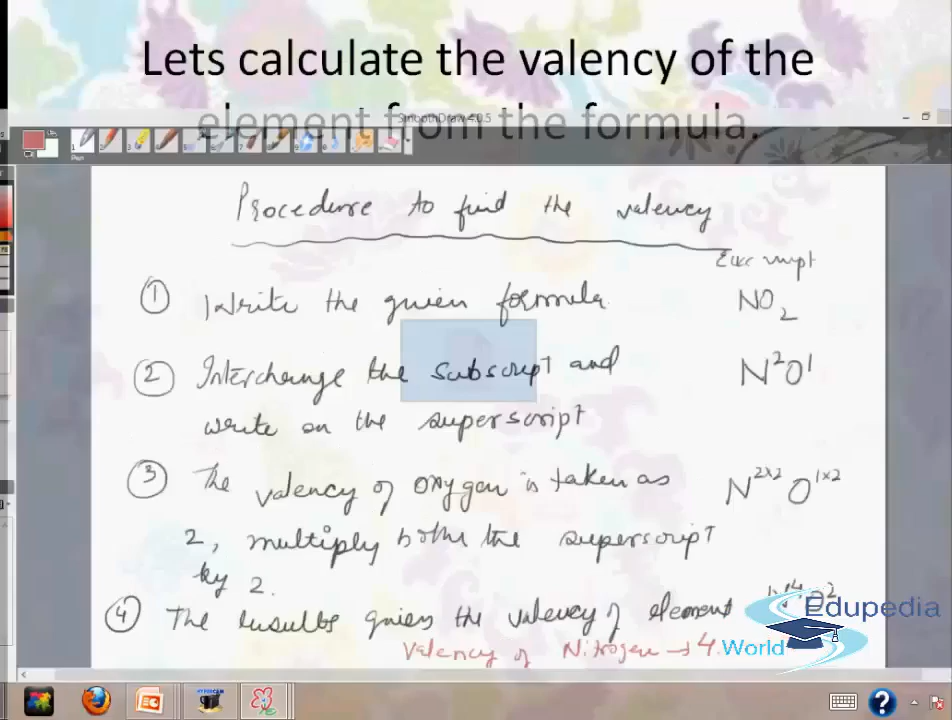 Lets calculate the valency of the
element from the formula.
SmoothDraw 4.0.5
Procedure to find the valency
① Write the given formula. NO₂
② Interchange the subscript and N²O¹
write on the superscript
③ The valency of oxygen is taken as N²ˣ² O¹ˣ²
2, multiply both the superscript
by 2.
④ The results gives the valency of element
Valency of Nitrogen → 4.
Edupedia
World